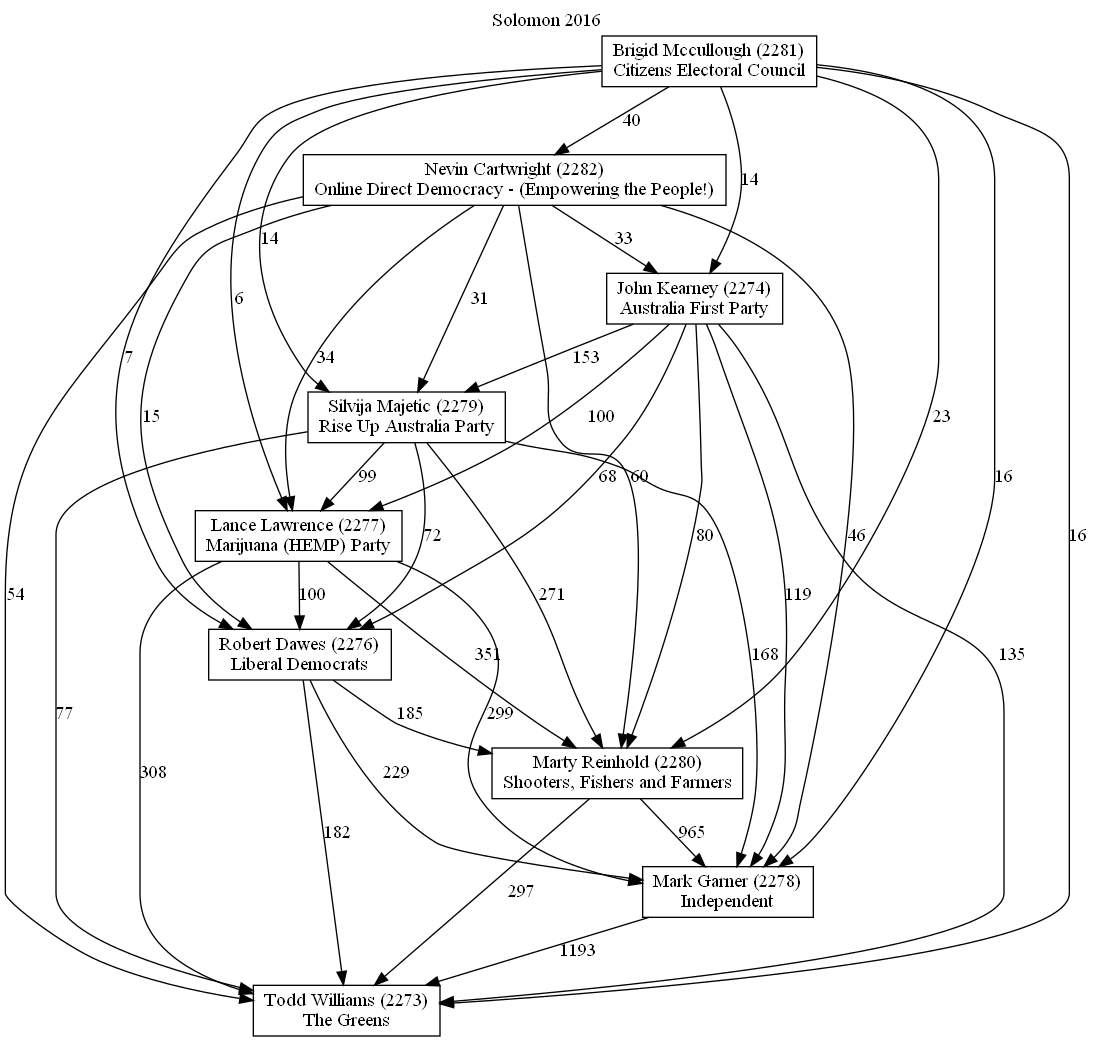 Solomon 2016
Brigid Mccullough (2281)
Citizens Electoral Council
40
Nevin Cartwright (2282)
Online Direct Democracy - (Empowering the People!)
14
14
33
6
31
John Kearney (2274)
Australia First Party
7
34
153
15
Silvija Majetic (2279)
Rise Up Australia Party
100
23
99
68
60
16
Lance Lawrence (2277)
Marijuana (HEMP) Party
72
80
46
16
54
100
271
119
Robert Dawes (2276)
Liberal Democrats
351
168
135
77
185
299
Marty Reinhold (2280)
Shooters, Fishers and Farmers
308
229
182
965
Mark Garner (2278)
Independent
297
1193
Todd Williams (2273)
The Greens